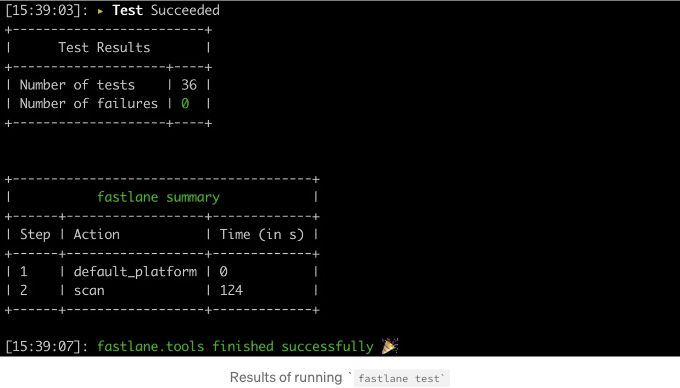 [15:39:03]: ▸ Test Succeeded
+--------------------+----+
|      Test Results       |
+--------------------+----+
| Number of tests    | 36 |
| Number of failures | 0  |
+--------------------+----+
+------+------------------+-------------+
|           fastlane summary            |
+------+------------------+-------------+
| Step | Action           | Time (in s) |
+------+------------------+-------------+
| 1    | default_platform | 0           |
| 2    | scan             | 124         |
+------+------------------+-------------+
[15:39:07]: fastlane.tools finished successfully 🎉
Results of running `fastlane test`